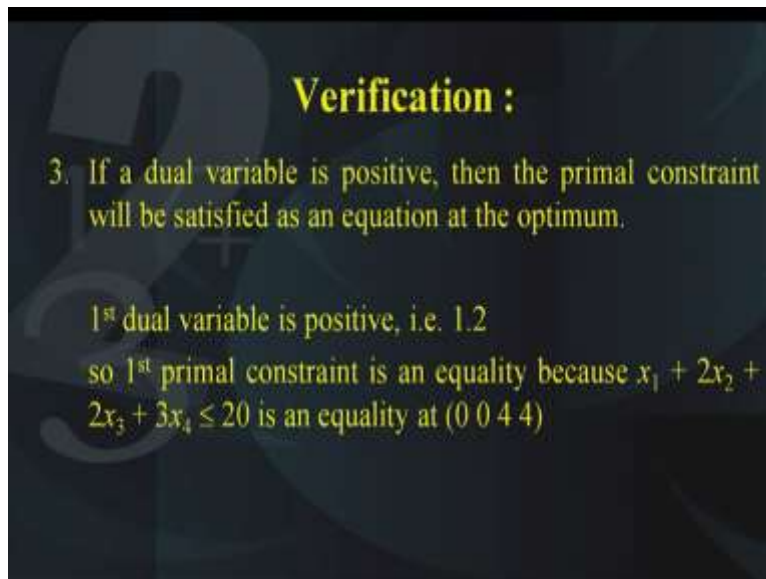 Verification :
3. If a dual variable is positive, then the primal constraint
will be satisfied as an equation at the optimum.
1st dual variable is positive, i.e. 1.2
so 1st primal constraint is an equality because x₁ + 2x₂ +
2x₃ + 3x₄ ≤ 20 is an equality at (0 0 4 4)